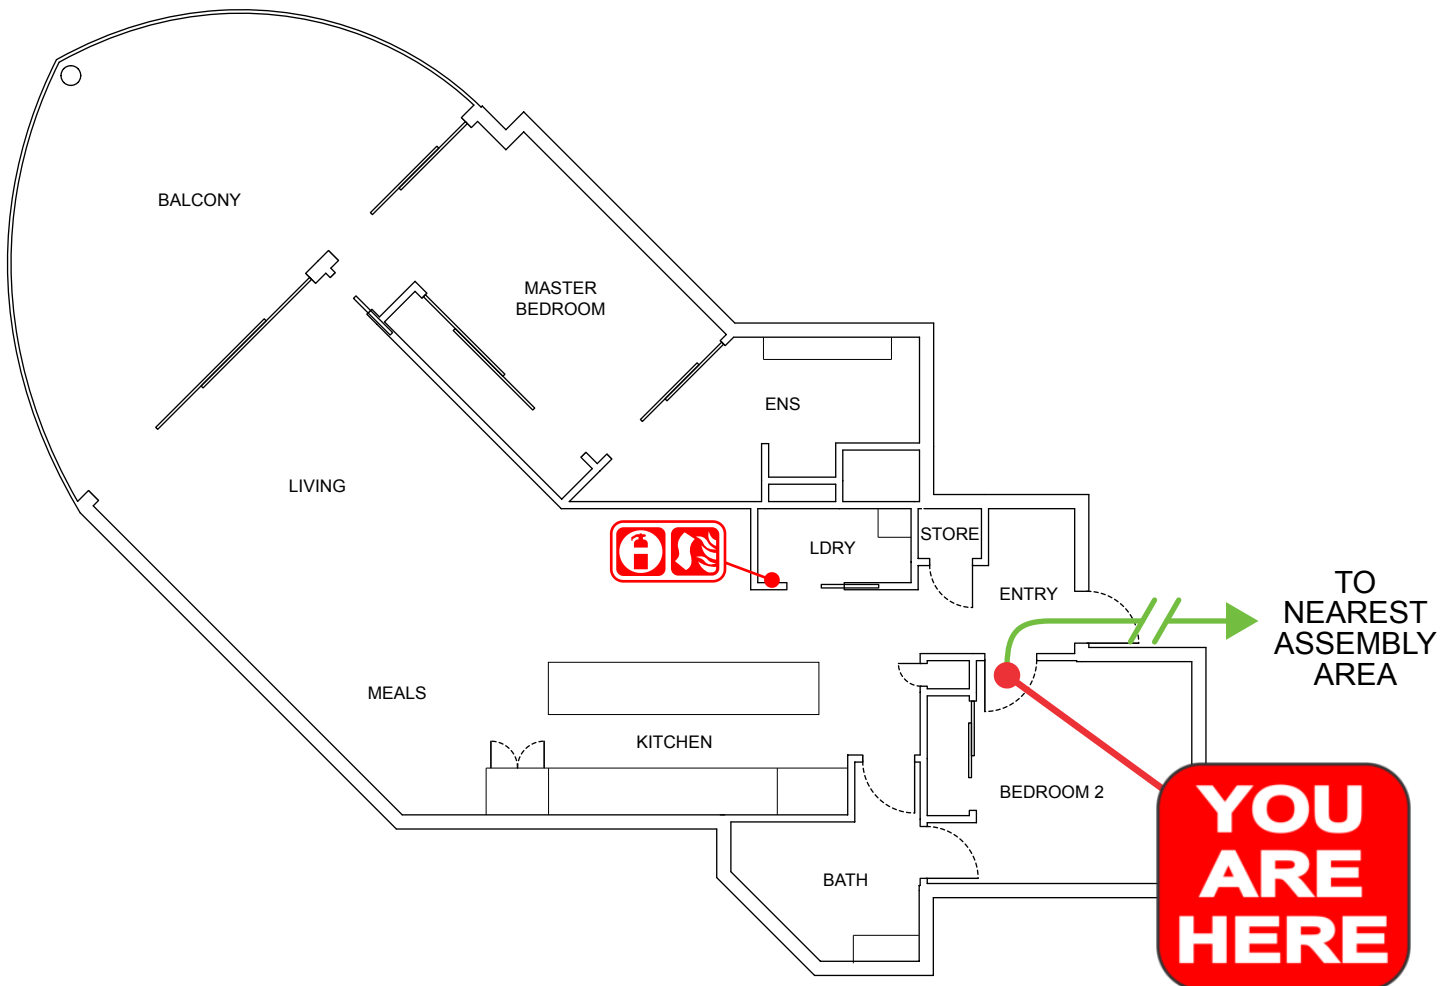 BALCONY
MASTER
BEDROOM
ENS
LIVING
LDRY
STORE
ENTRY
TO
NEAREST
ASSEMBLY
AREA
MEALS
KITCHEN
BEDROOM 2
YOU
ARE
HERE
BATH